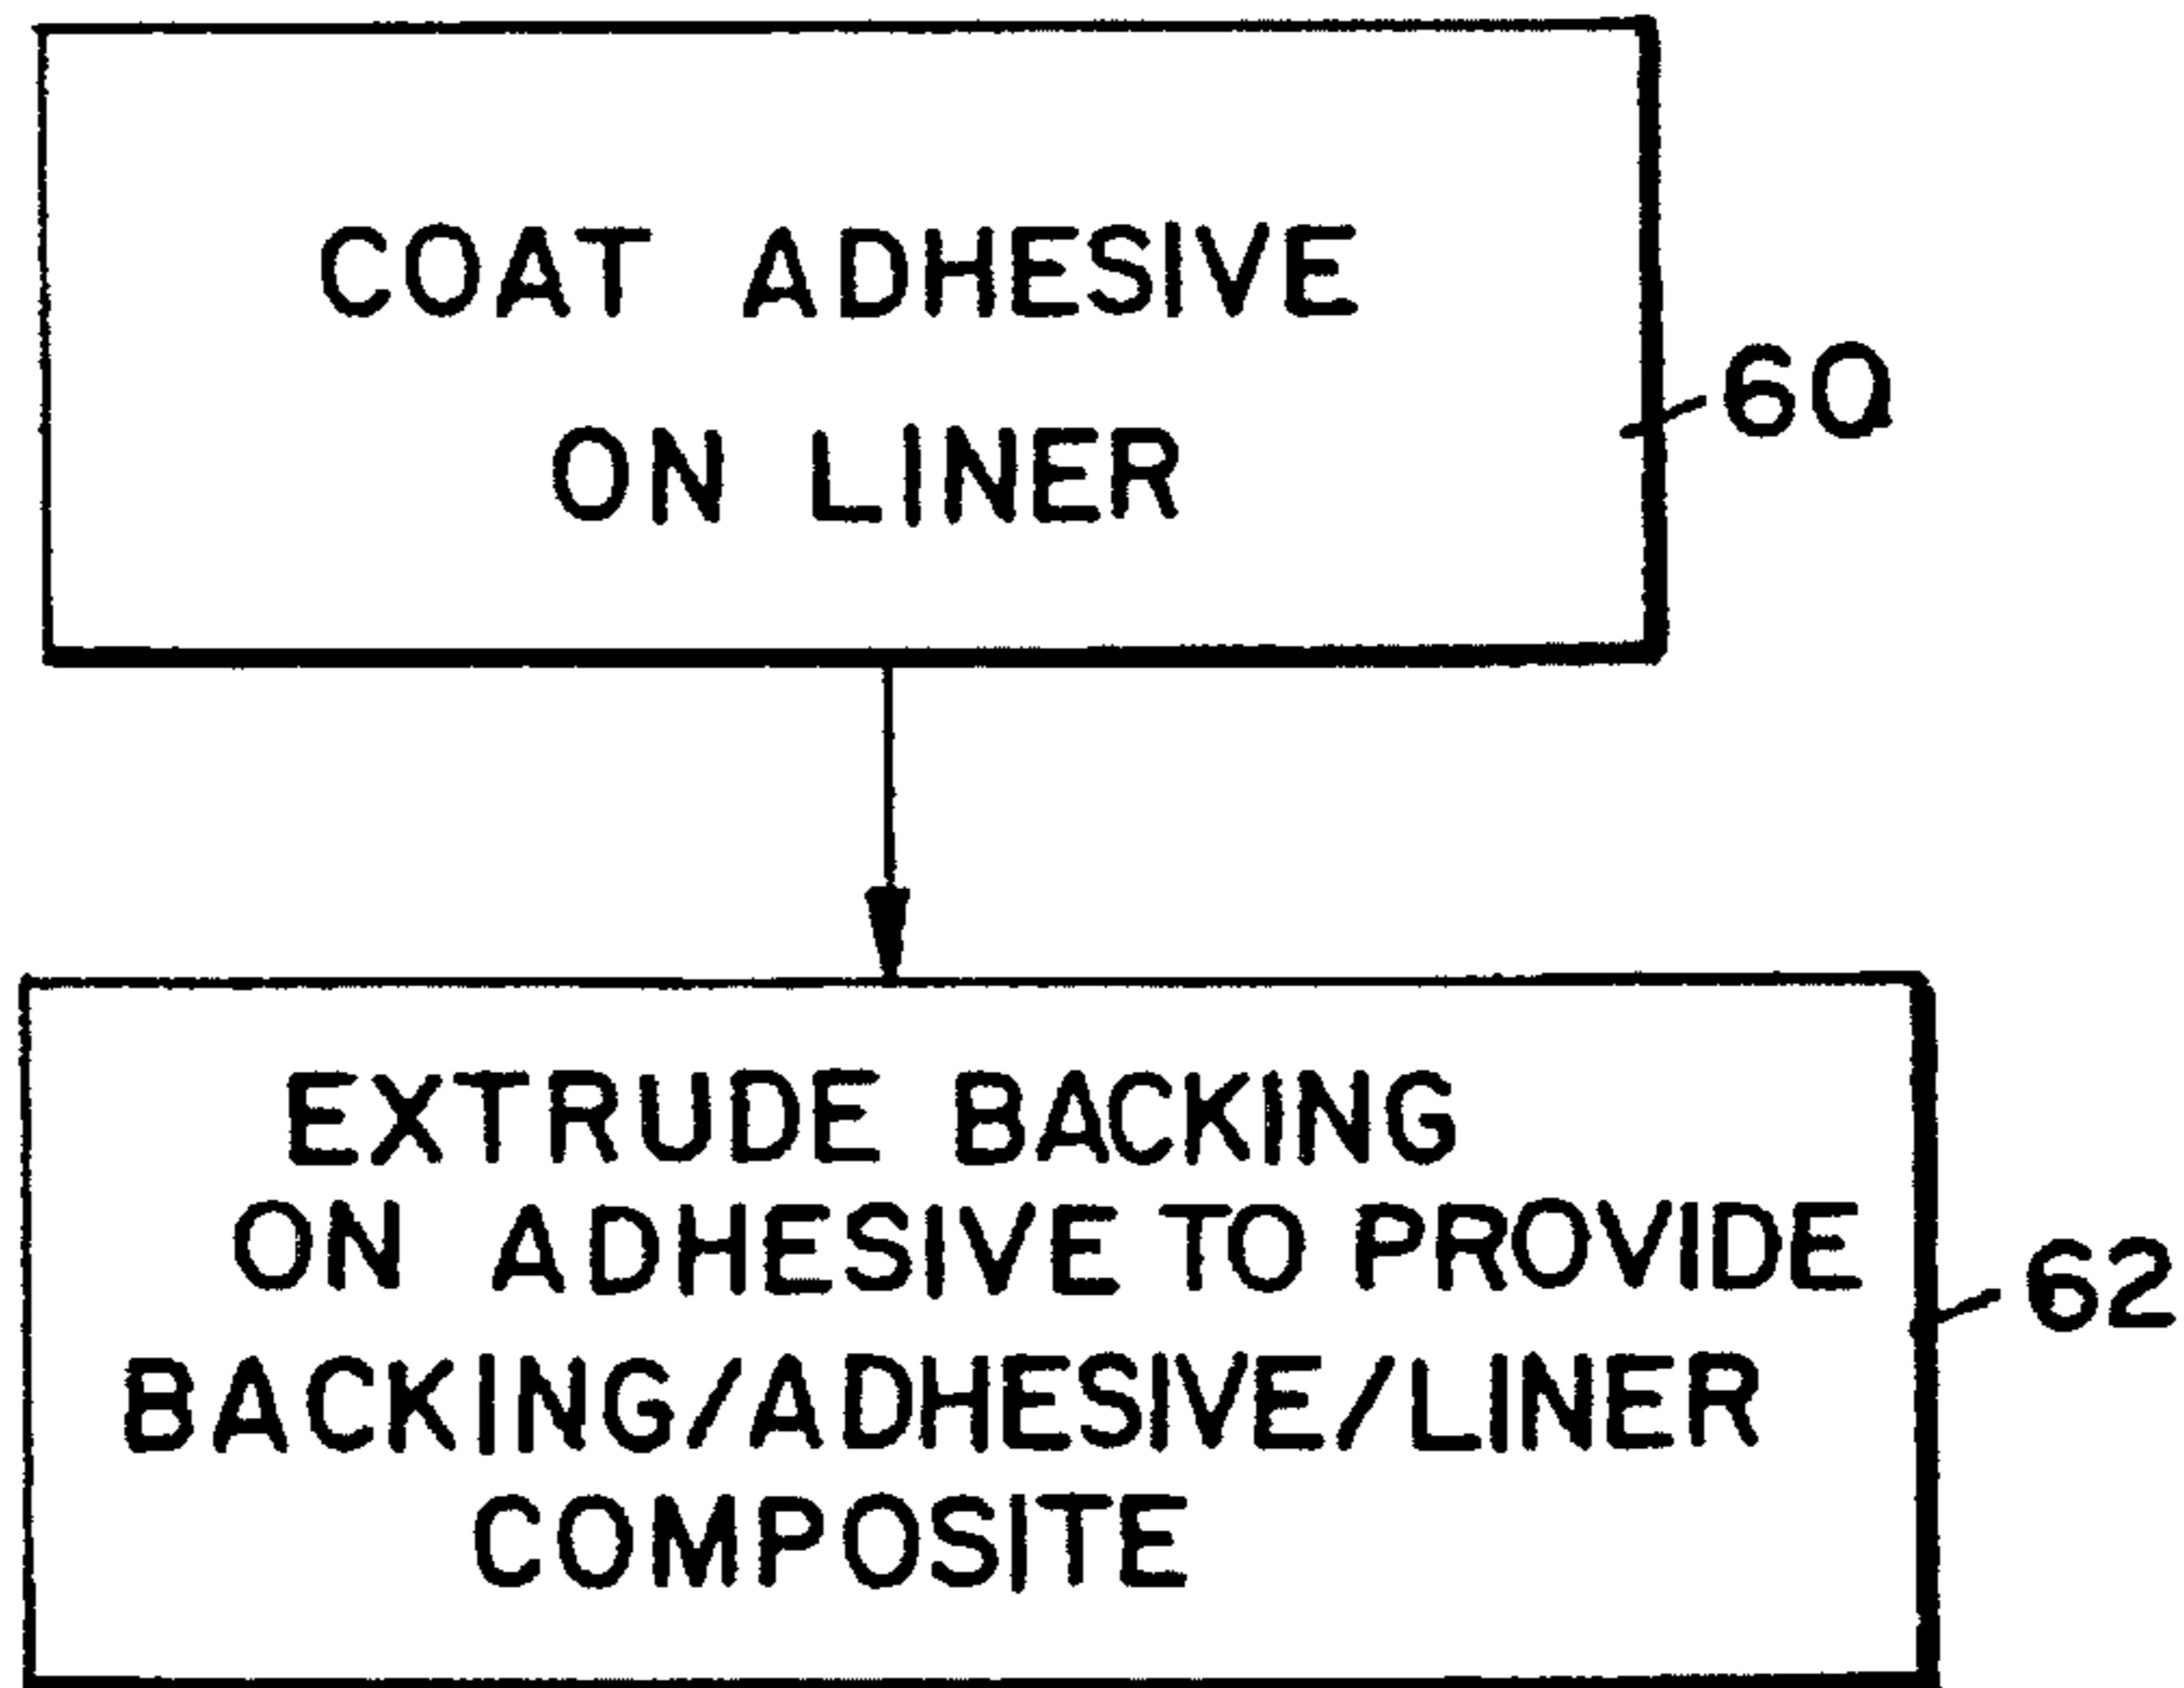 COAT ADHESIVE
ON LINER
60
EXTRUDE BACKING
ON ADHESIVE TO PROVIDE
62
BACKING/ADHESIVE/LINER
COMPOSITE